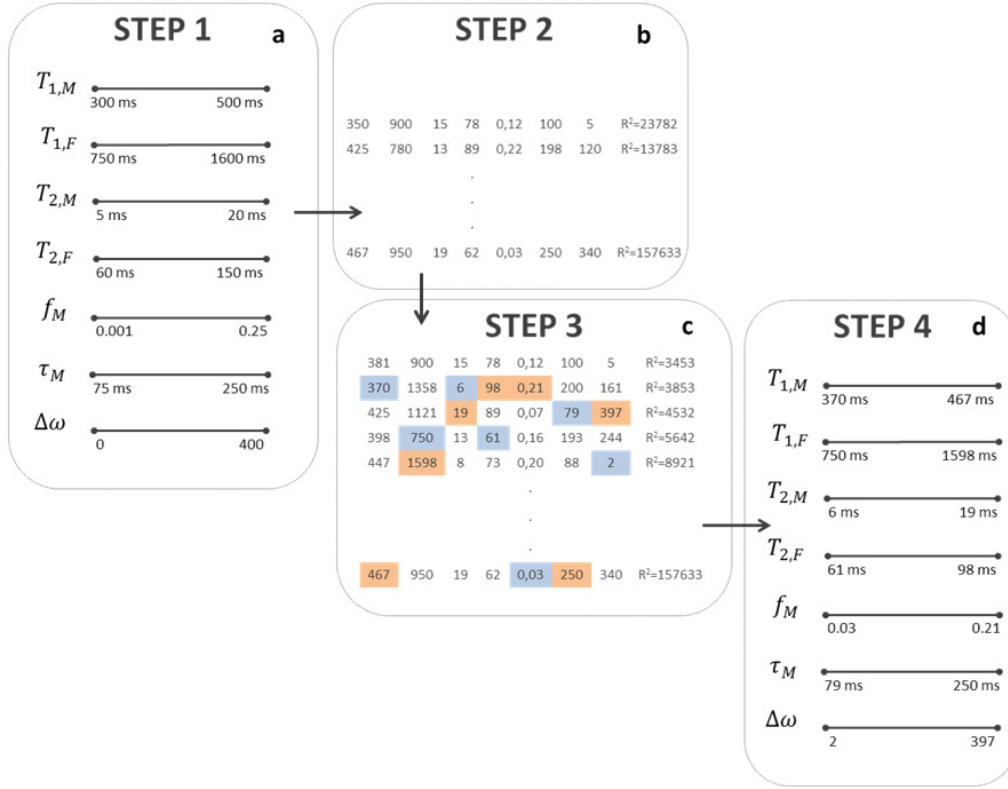 STEP 1 a
T1,M
300 ms 500 ms
T1,F
750 ms 1600 ms
T2,M
5 ms 20 ms
T2,F
60 ms 150 ms
fM
0.001 0.25
τM
75 ms 250 ms
Δω
0 400
STEP 2 b
350 900 15 78 0,12 100 5 R²=23782
425 780 13 89 0,22 198 120 R²=13783
.
.
.
467 950 19 62 0,03 250 340 R²=157633
STEP 3 c
381 900 15 78 0,12 100 5 R²=3453
370 1358 6 98 0,21 200 161 R²=3853
425 1121 19 89 0,07 79 397 R²=4532
398 750 13 61 0,16 193 244 R²=5642
447 1598 8 73 0,20 88 2 R²=8921
.
.
.
467 950 19 62 0,03 250 340 R²=157633
STEP 4 d
T1,M
370 ms 467 ms
T1,F
750 ms 1598 ms
T2,M
6 ms 19 ms
T2,F
61 ms 98 ms
fM
0.03 0.21
τM
79 ms 250 ms
Δω
2 397